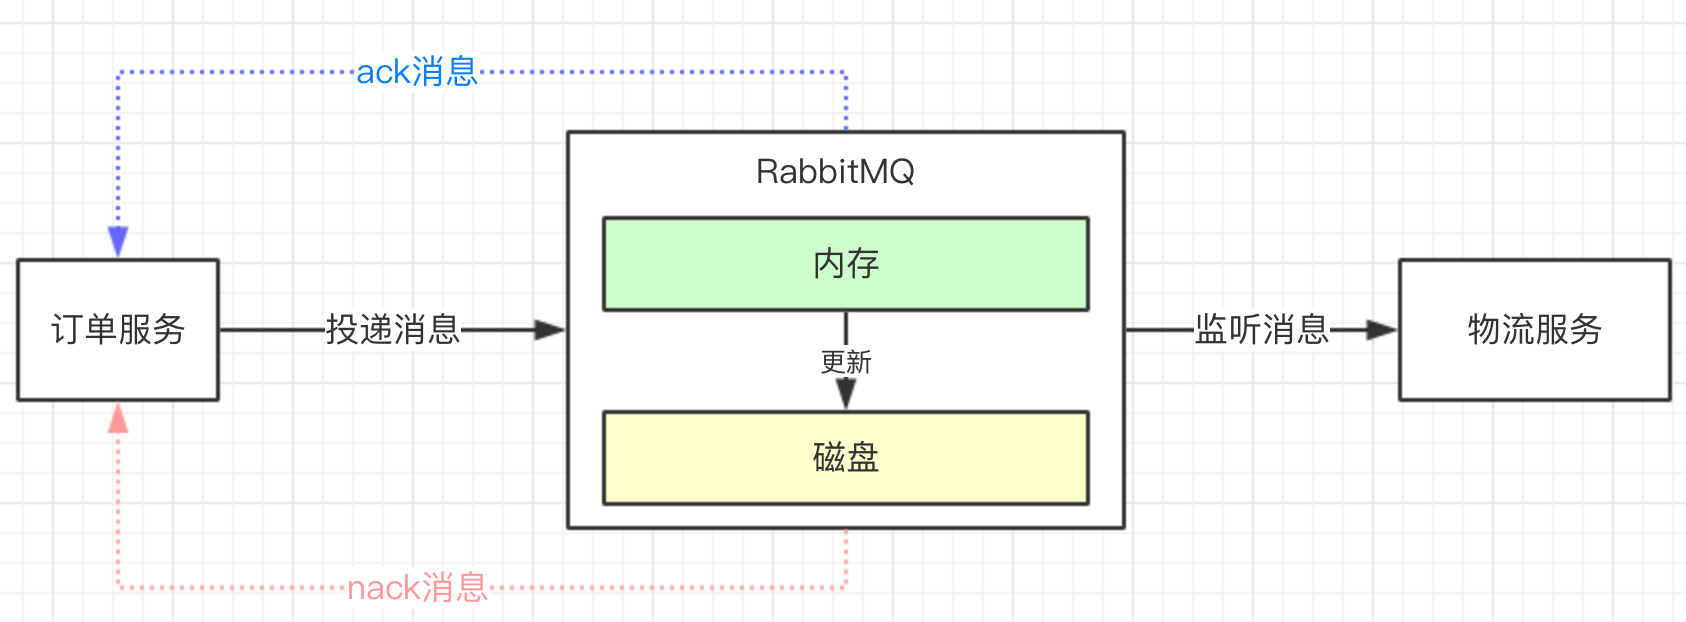 ack消息
RabbitMQ
内存
订单服务
投递消息
更新
监听消息
物流服务
磁盘
nack消息